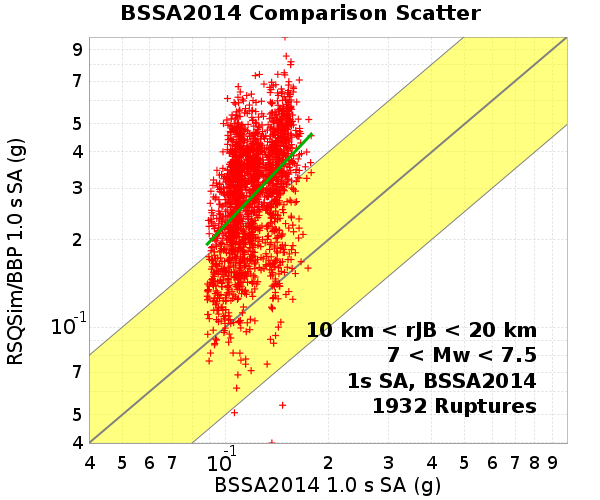 BSSA2014 Comparison Scatter
RSQSim/BBP 1.0 s SA (g)
9
7
5
4
3
2
10^-1
7
5
4
10 km < rJB < 20 km
7 < Mw < 7.5
1s SA, BSSA2014
1932 Ruptures
4 5 6 7 10^-1 2 3 4 5 6 7 8 9
BSSA2014 1.0 s SA (g)